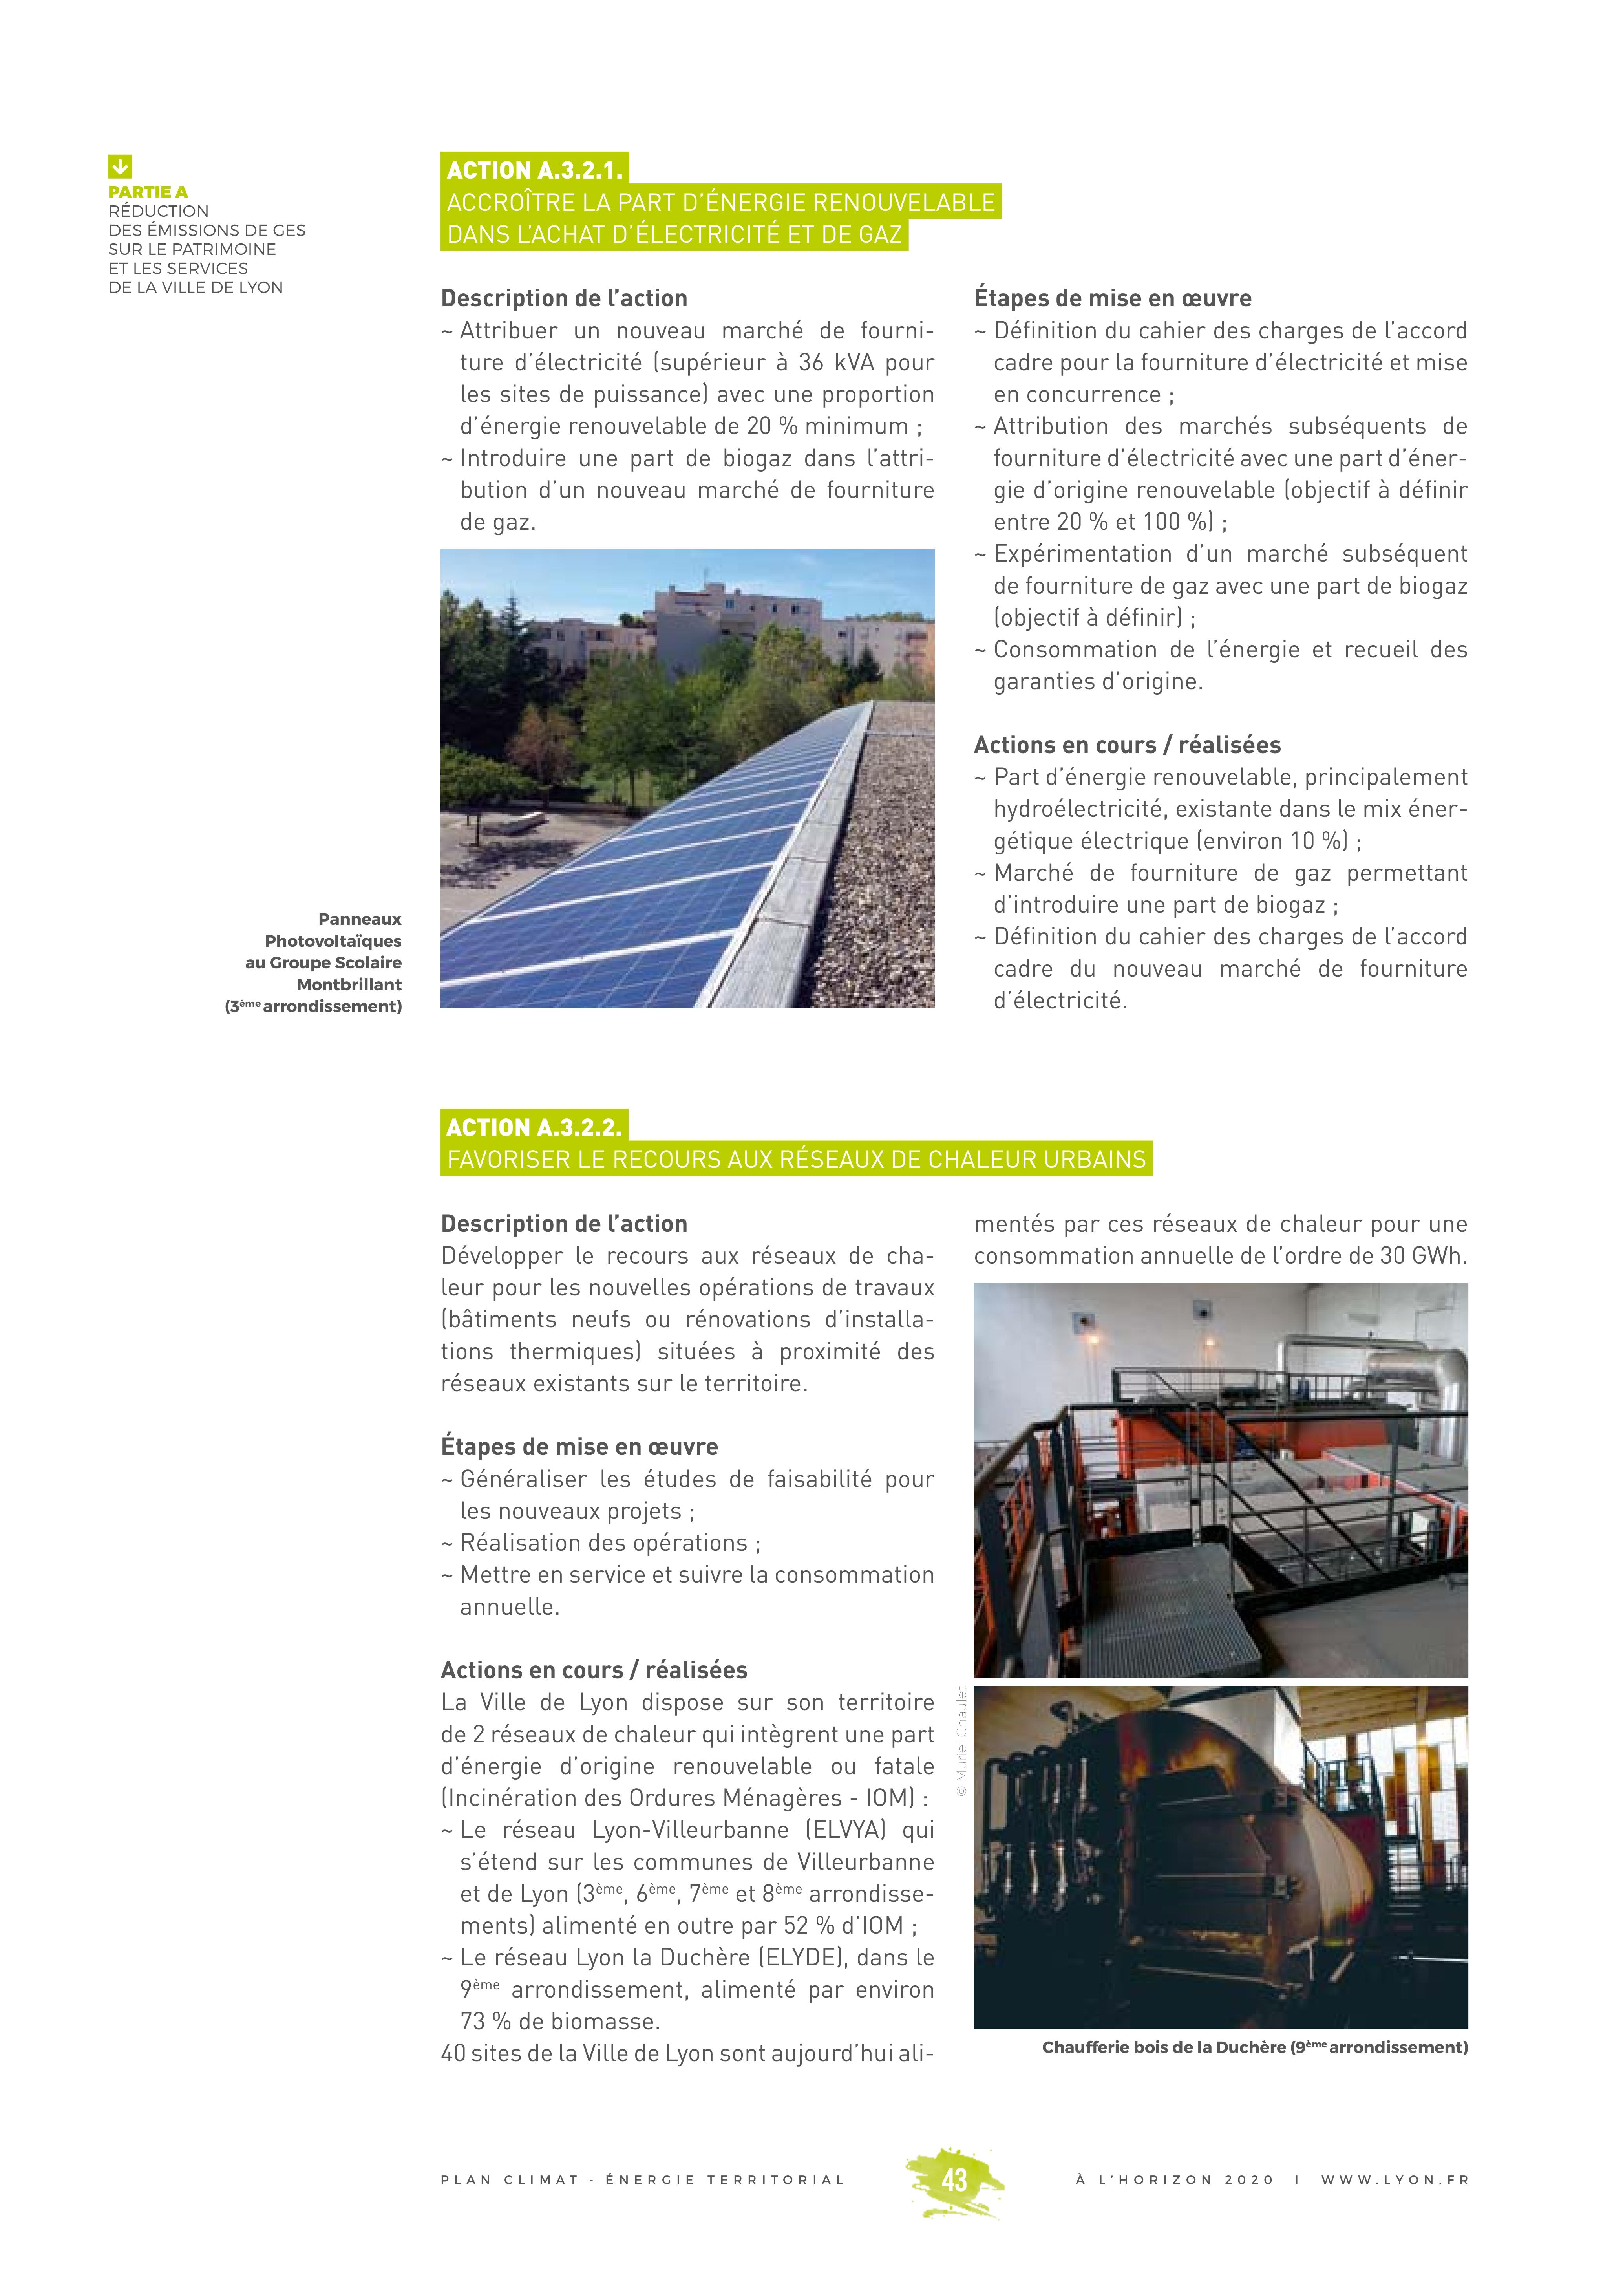 PARTIE A
RÉDUCTION
DES ÉMISSIONS DE GES
SUR LE PATRIMOINE
ET LES SERVICES
DE LA VILLE DE LYON
ACTION A.3.2.1.
ACCROÎTRE LA PART D'ÉNERGIE RENOUVELABLE
DANS L'ACHAT D'ÉLECTRICITÉ ET DE GAZ
Description de l'action
~ Attribuer un nouveau marché de fourni-
ture d'électricité (supérieur à 36 kVA pour
les sites de puissance) avec une proportion
d'énergie renouvelable de 20 % minimum ;
~ Introduire une part de biogaz dans l'attri-
bution d'un nouveau marché de fourniture
de gaz.
Panneaux
Photovoltaïques
au Groupe Scolaire
Montbrillant
(3ème arrondissement)
Étapes de mise en œuvre
~ Définition du cahier des charges de l'accord
cadre pour la fourniture d'électricité et mise
en concurrence ;
~ Attribution des marchés subséquents de
fourniture d'électricité avec une part d'éner-
gie d'origine renouvelable (objectif à définir
entre 20 % et 100 %) ;
~ Expérimentation d'un marché subséquent
de fourniture de gaz avec une part de biogaz
(objectif à définir) ;
~ Consommation de l'énergie et recueil des
garanties d'origine.
Actions en cours / réalisées
~ Part d'énergie renouvelable, principalement
hydroélectricité, existante dans le mix éner-
gétique électrique (environ 10 %) ;
~ Marché de fourniture de gaz permettant
d'introduire une part de biogaz ;
~ Définition du cahier des charges de l'accord
cadre du nouveau marché de fourniture
d'électricité.
ACTION A.3.2.2.
FAVORISER LE RECOURS AUX RÉSEAUX DE CHALEUR URBAINS
Description de l'action
Développer le recours aux réseaux de cha-
leur pour les nouvelles opérations de travaux
(bâtiments neufs ou rénovations d'installa-
tions thermiques) situées à proximité des
réseaux existants sur le territoire.
Étapes de mise en œuvre
~ Généraliser les études de faisabilité pour
les nouveaux projets ;
~ Réalisation des opérations ;
~ Mettre en service et suivre la consommation
annuelle.
Actions en cours / réalisées
La Ville de Lyon dispose sur son territoire
de 2 réseaux de chaleur qui intègrent une part
d'énergie d'origine renouvelable ou fatale
(Incinération des Ordures Ménagères - IOM) :
~ Le réseau Lyon-Villeurbanne (ELVYA) qui
s'étend sur les communes de Villeurbanne
et de Lyon (3ème, 6ème, 7ème et 8ème arrondisse-
ments) alimenté en outre par 52 % d'IOM ;
~ Le réseau Lyon la Duchère (ELYDE), dans le
9ème arrondissement, alimenté par environ
73 % de biomasse.
40 sites de la Ville de Lyon sont aujourd'hui ali-
mentés par ces réseaux de chaleur pour une
consommation annuelle de l'ordre de 30 GWh.
© Muriel Chaulet
Chaufferie bois de la Duchère (9ème arrondissement)
PLAN CLIMAT - ÉNERGIE TERRITORIAL
43
À L'HORIZON 2020 I WWW.LYON.FR